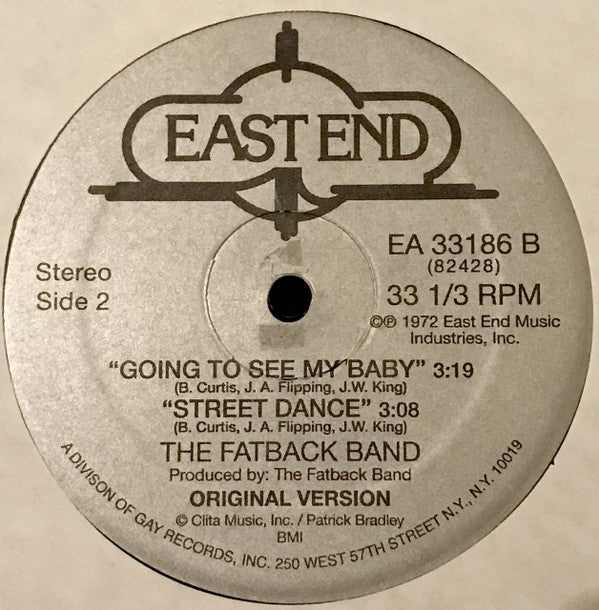 EAST END
Stereo
Side 2
EA 33186 B
(82428)
33 1/3 RPM
©℗ 1972 East End Music
Industries, Inc.
“GOING TO SEE MY BABY” 3:19
(B. Curtis, J. A. Flipping, J.W. King)
“STREET DANCE” 3:08
(B. Curtis, J. A. Flipping, J.W. King)
THE FATBACK BAND
Produced by: The Fatback Band
ORIGINAL VERSION
© Clita Music, Inc. / Patrick Bradley
BMI
A DIVISON OF GAY RECORDS, INC. 250 WEST 57TH STREET N.Y., N.Y. 10019